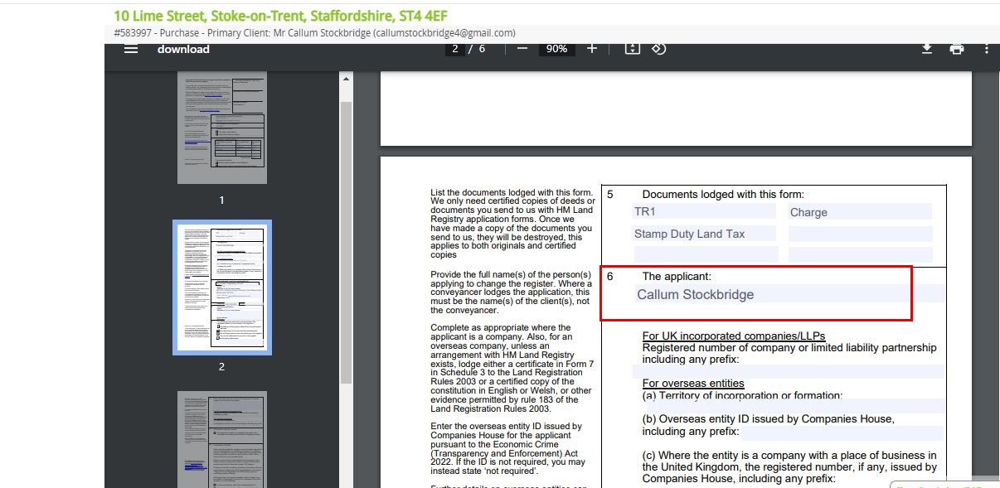 10 Lime Street, Stoke-on-Trent, Staffordshire, ST4 4EF
#583997 - Purchase - Primary Client: Mr Callum Stockbridge (callumstockbridge4@gmail.com)
download
2 / 6
90%
1
2
List the documents lodged with this form.
We only need certified copies of deeds or
documents you send to us with HM Land
Registry application forms. Once we
have made a copy of the documents you
send to us, they will be destroyed, this
applies to both originals and certified
copies
5 Documents lodged with this form:
TR1 Charge
Stamp Duty Land Tax
Provide the full name(s) of the person(s)
applying to change the register. Where a
conveyancer lodges the application, this
must be the name(s) of the client(s), not
the conveyancer.
6 The applicant:
Callum Stockbridge
Complete as appropriate where the
applicant is a company. Also, for an
overseas company, unless an
arrangement with HM Land Registry
exists, lodge either a certificate in Form 7
in Schedule 3 to the Land Registration
Rules 2003 or a certified copy of the
constitution in English or Welsh, or other
evidence permitted by rule 183 of the
Land Registration Rules 2003.
For UK incorporated companies/LLPs
Registered number of company or limited liability partnership
including any prefix:
For overseas entities
(a) Territory of incorporation or formation:
(b) Overseas entity ID issued by Companies House,
including any prefix:
Enter the overseas entity ID issued by
Companies House for the applicant
pursuant to the Economic Crime
(Transparency and Enforcement) Act
2022. If the ID is not required, you may
instead state 'not required'.
(c) Where the entity is a company with a place of business in
the United Kingdom, the registered number, if any, issued by
Companies House, including any prefix: